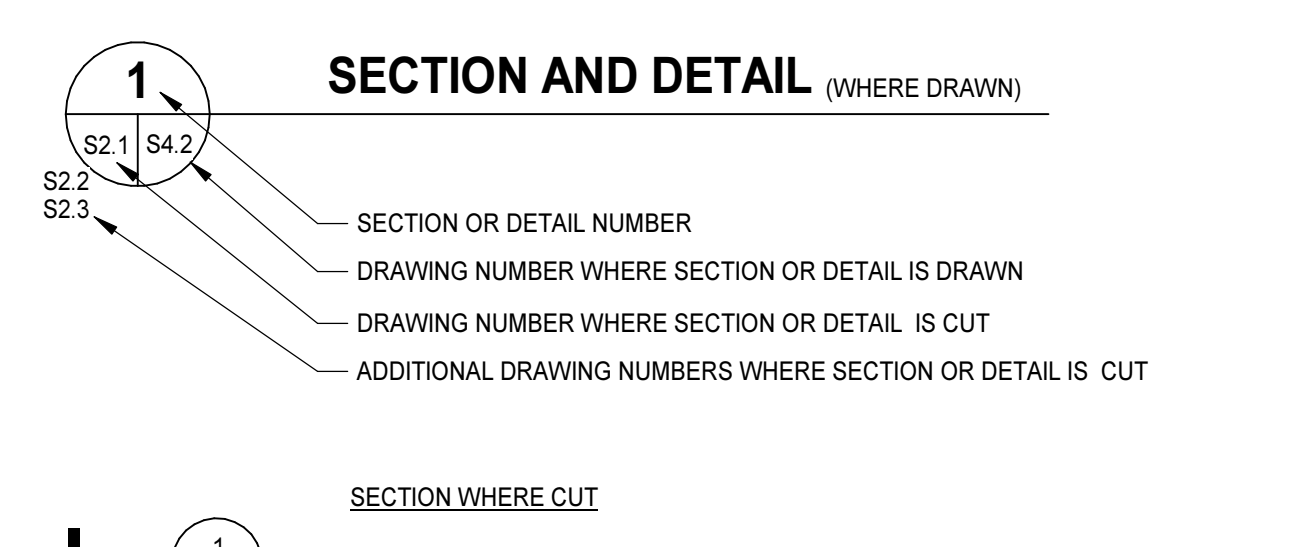 1
SECTION AND DETAIL (WHERE DRAWN)
S2.1 S4.2
S2.2
S2.3
SECTION OR DETAIL NUMBER
DRAWING NUMBER WHERE SECTION OR DETAIL IS DRAWN
DRAWING NUMBER WHERE SECTION OR DETAIL IS CUT
ADDITIONAL DRAWING NUMBERS WHERE SECTION OR DETAIL IS CUT
SECTION WHERE CUT
1